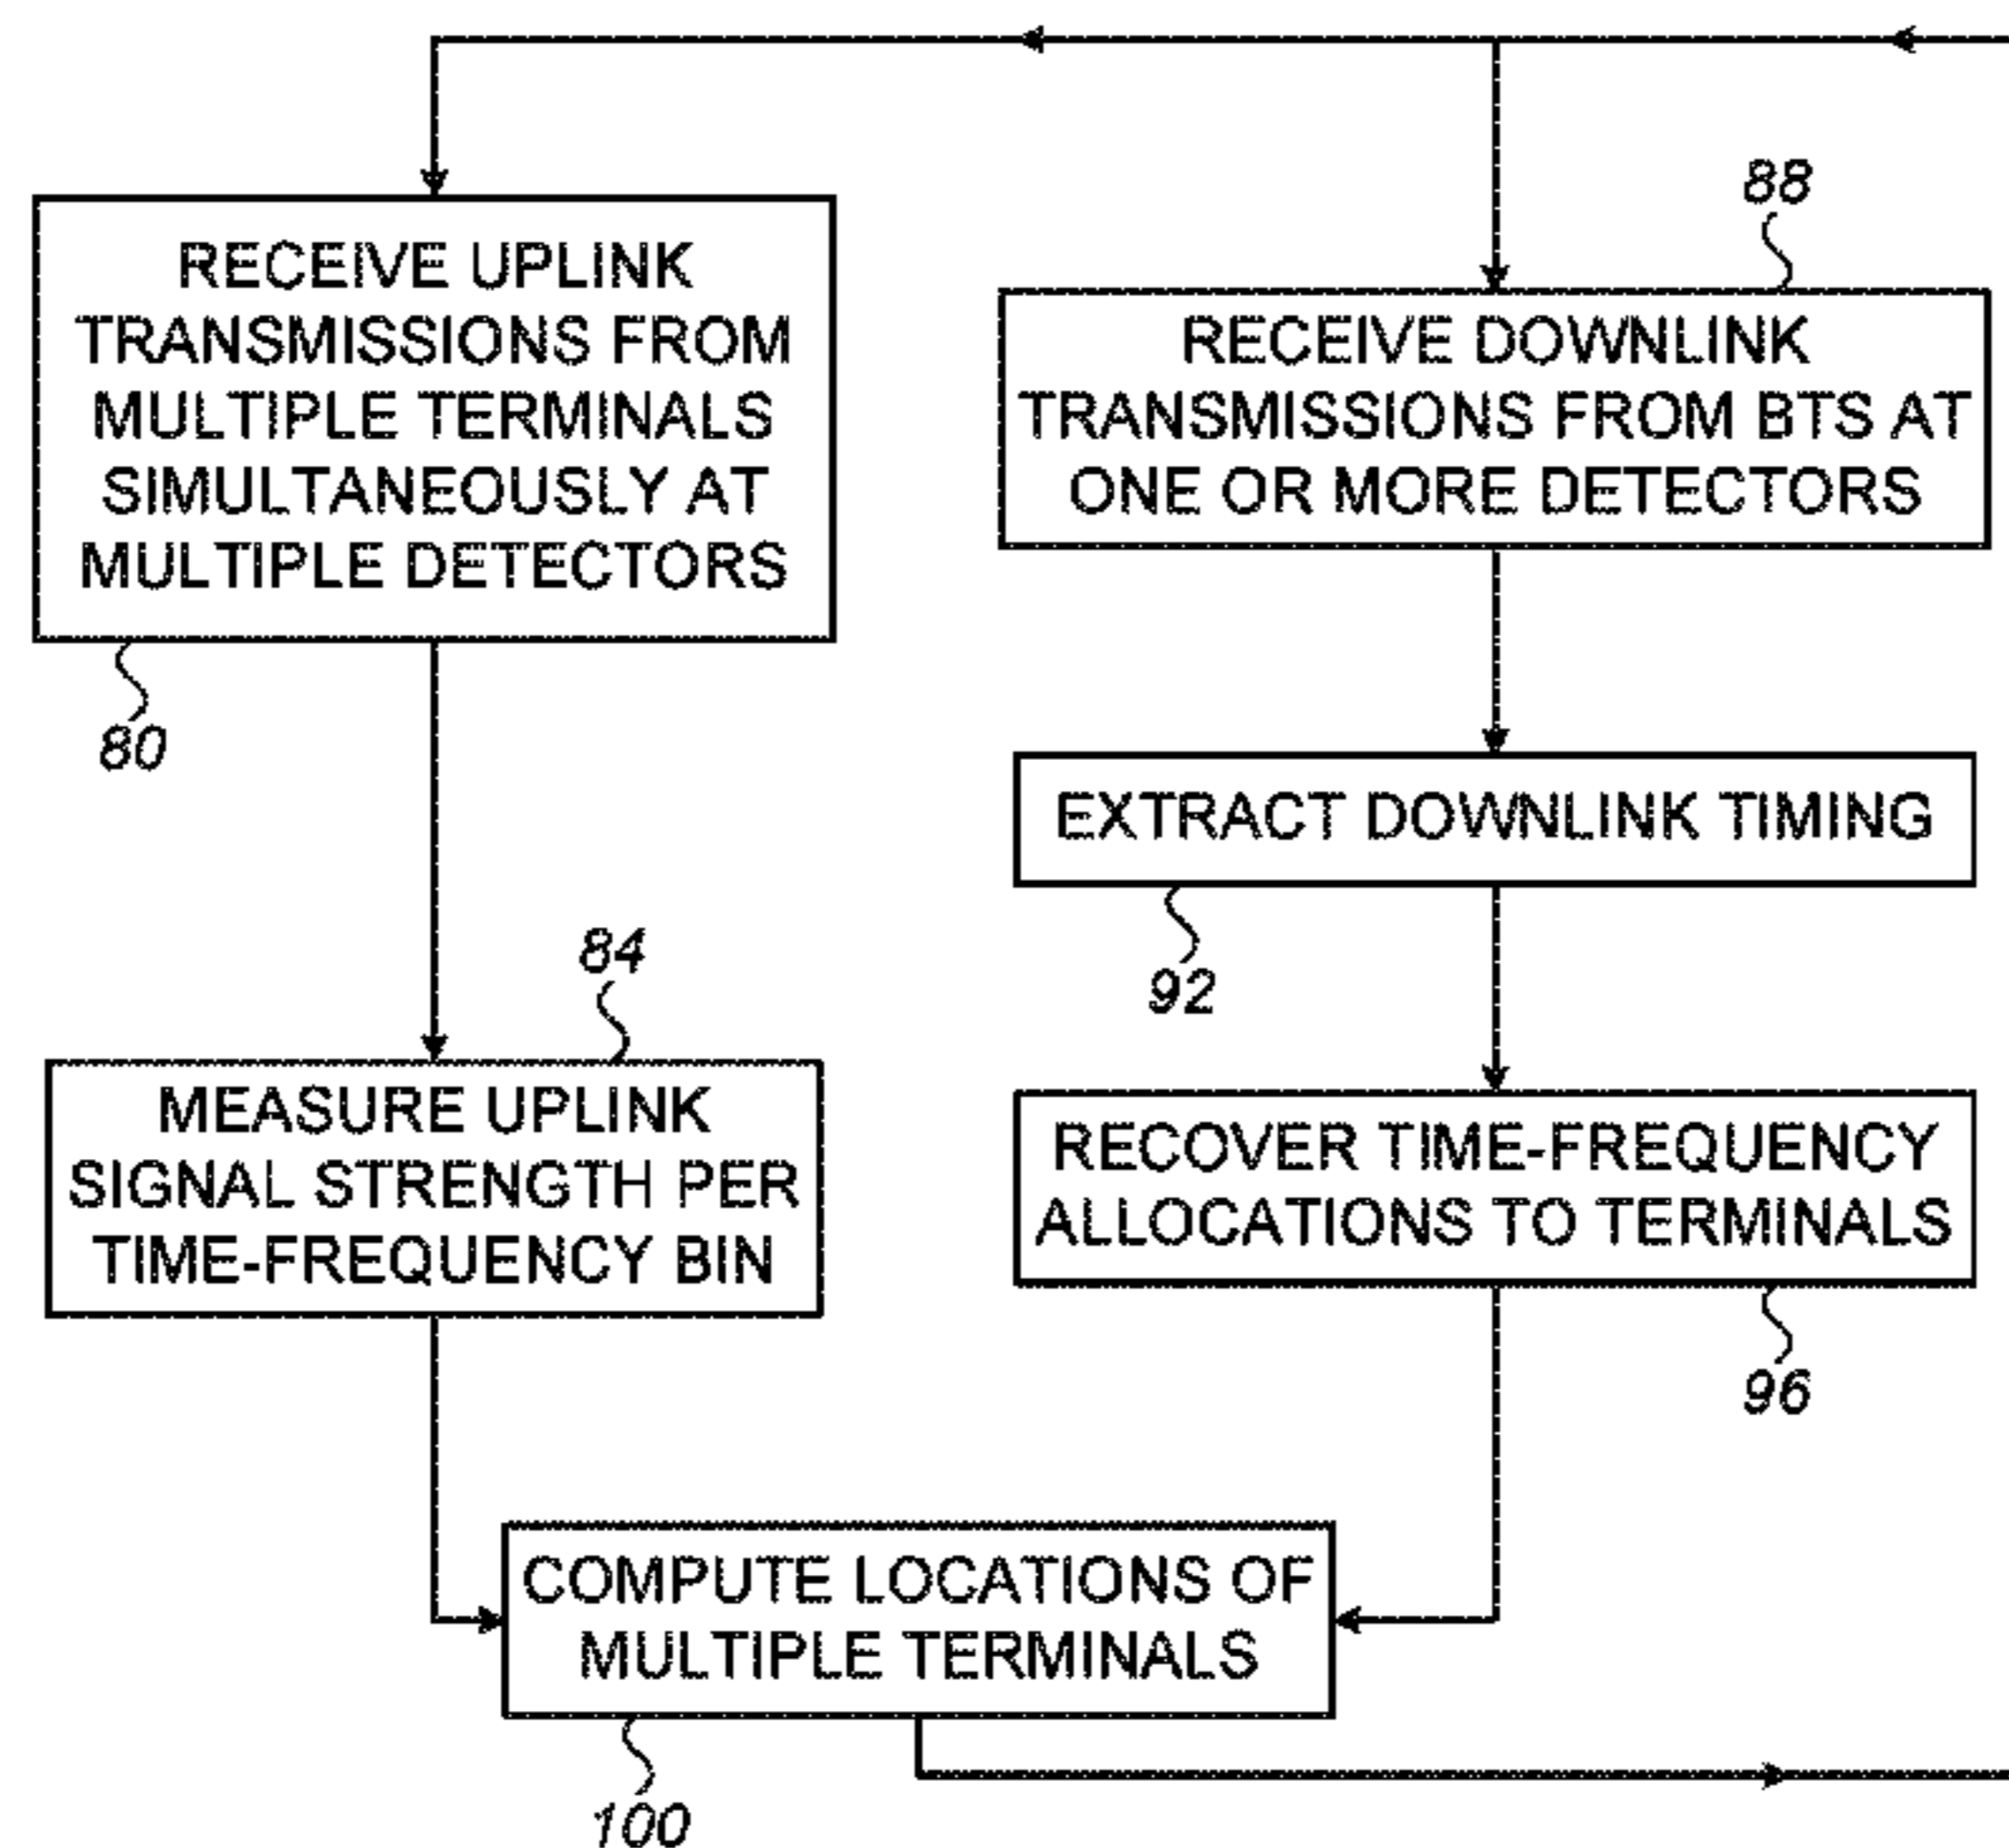 RECEIVE UPLINK
TRANSMISSIONS FROM
MULTIPLE TERMINALS
SIMULTANEOUSLY AT
MULTIPLE DETECTORS
80
84
MEASURE UPLINK
SIGNAL STRENGTH PER
TIME-FREQUENCY BIN
88
RECEIVE DOWNLINK
TRANSMISSIONS FROM BTS AT
ONE OR MORE DETECTORS
EXTRACT DOWNLINK TIMING
92
RECOVER TIME-FREQUENCY
ALLOCATIONS TO TERMINALS
96
COMPUTE LOCATIONS OF
MULTIPLE TERMINALS
100